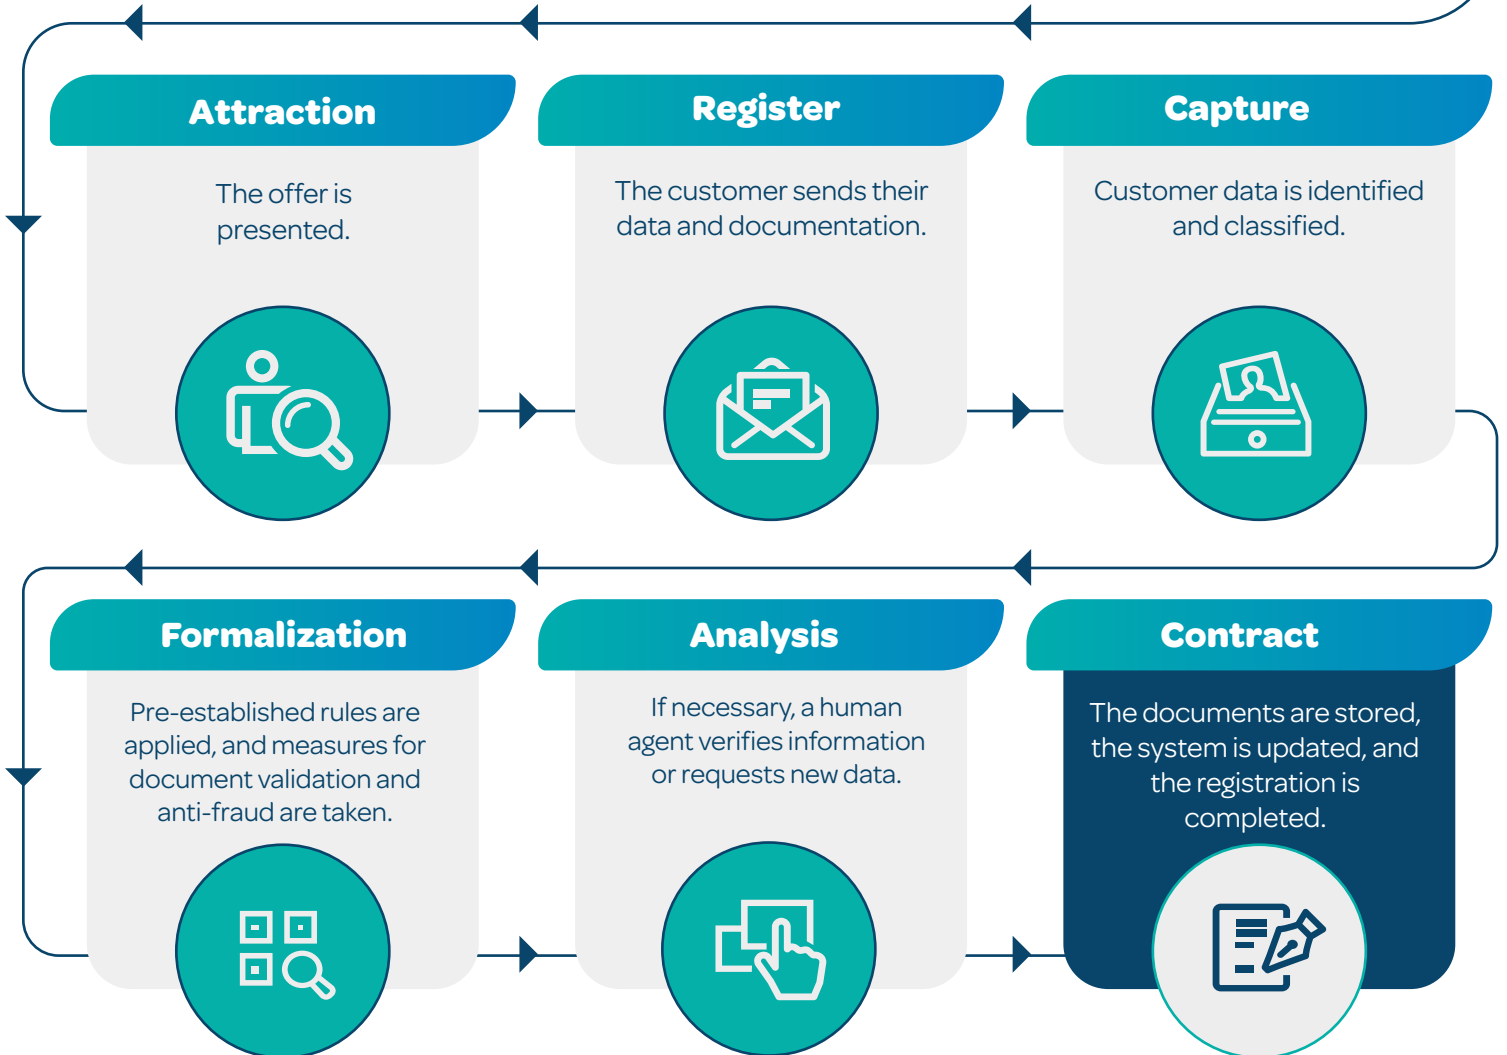 Attraction
The offer is
presented.
Register
The customer sends their
data and documentation.
Capture
Customer data is identified
and classified.
Formalization
Pre-established rules are
applied, and measures for
document validation and
anti-fraud are taken.
Analysis
If necessary, a human
agent verifies information
or requests new data.
Contract
The documents are stored,
the system is updated, and
the registration is
completed.